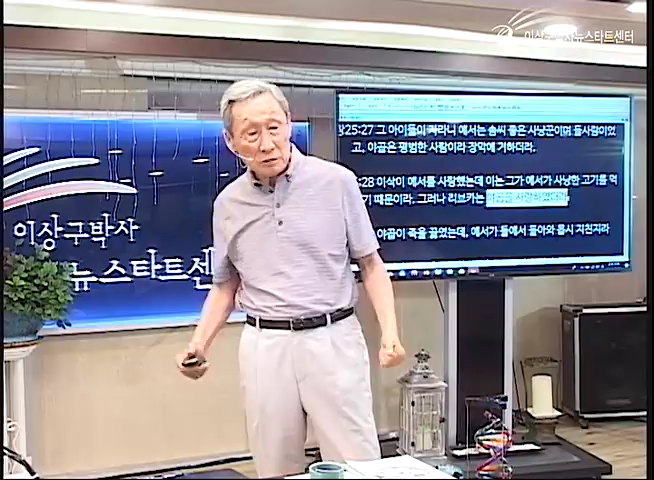 이상구박사뉴스타트센터
25:27 그 아이들이 자라니 에서는 솜씨 좋은 사냥꾼이며 들사람이었
고, 야곱은 평범한 사람이라 장막에 거하더라.
:28 이삭이 에서를 사랑했는데 이는 그가 에서가 사냥한 고기를 먹
기 때문이라. 그러나 리브카는 야곱을 사랑하였더라.
야곱이 죽을 끓였는데, 에서가 들에서 돌아와 몹시 지친지라
이상구박사
뉴스타트센